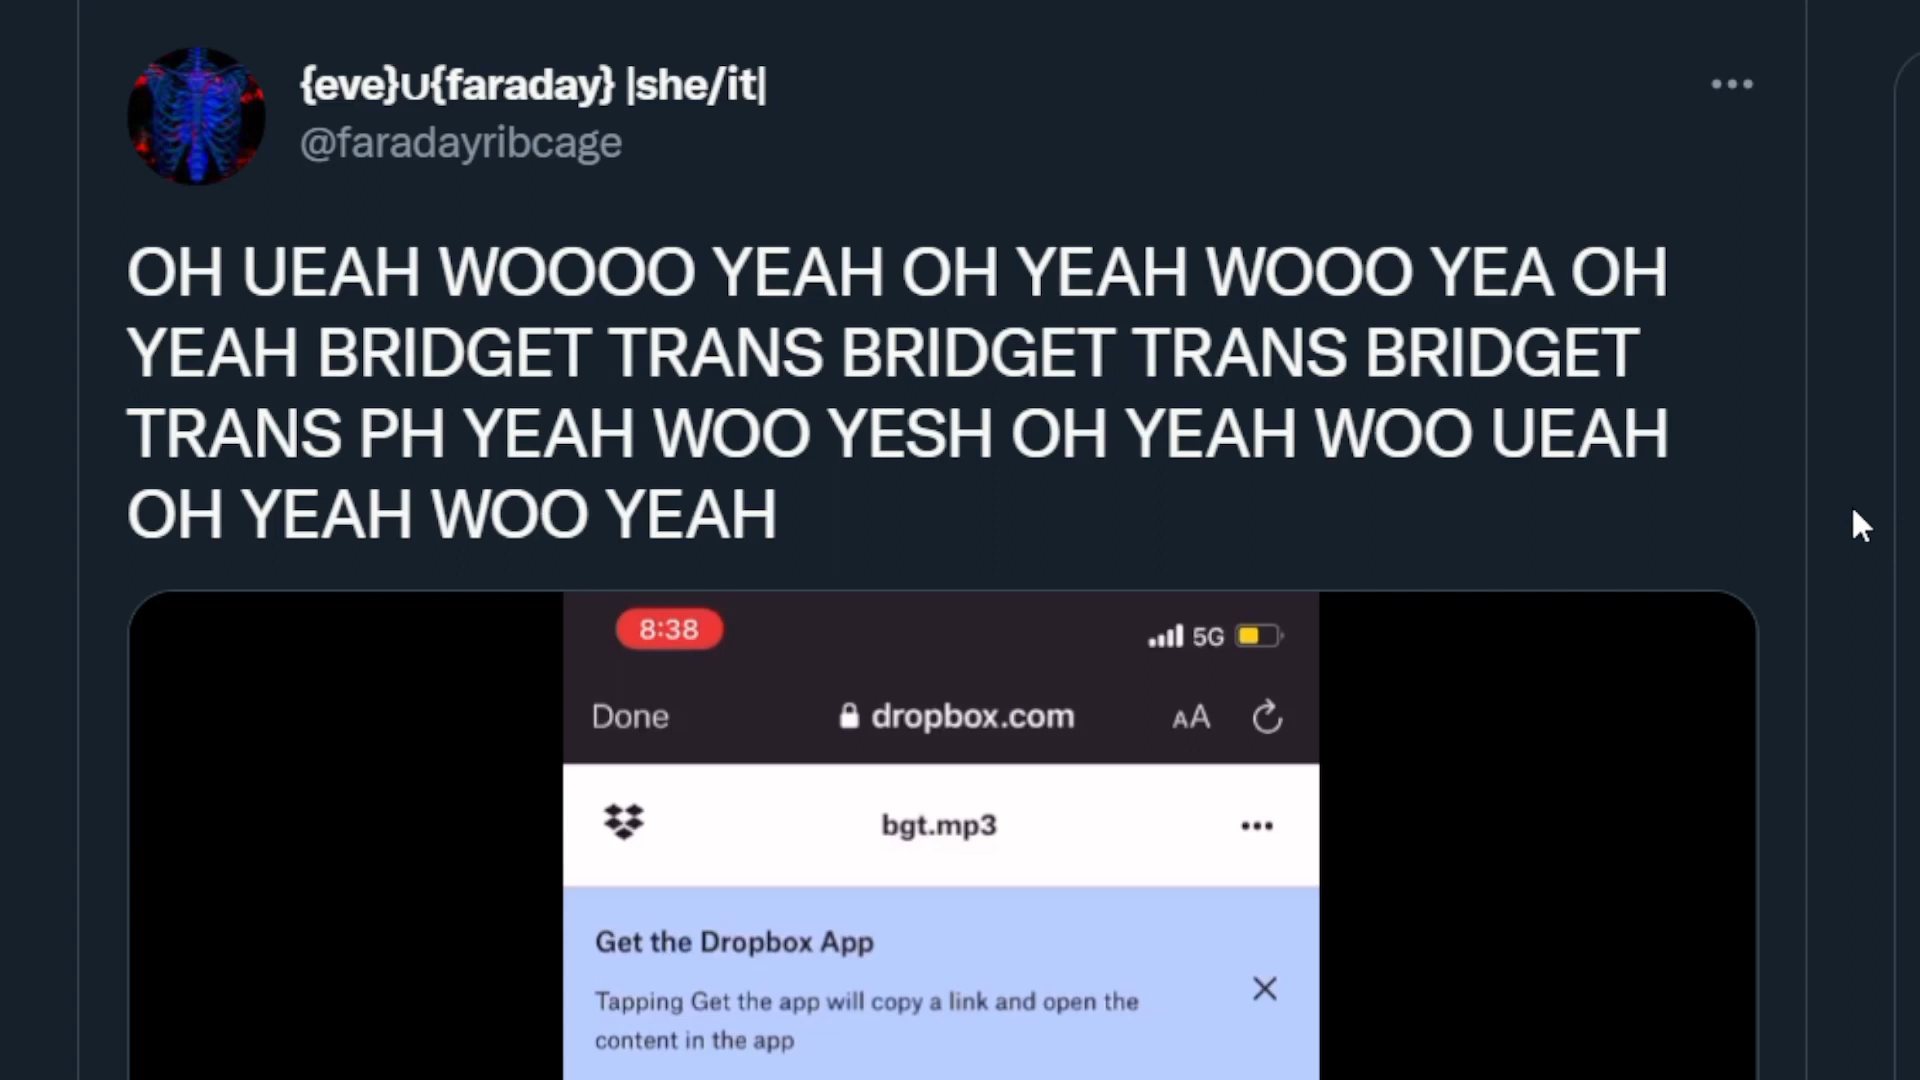 {eve}∪{faraday} |she/it|
@faradayribcage
OH UEAH WOOOO YEAH OH YEAH WOOO YEA OH
YEAH BRIDGET TRANS BRIDGET TRANS BRIDGET
TRANS PH YEAH WOO YESH OH YEAH WOO UEAH
OH YEAH WOO YEAH
8:38 5G
Done dropbox.com AA
bgt.mp3
Get the Dropbox App
Tapping Get the app will copy a link and open the
content in the app